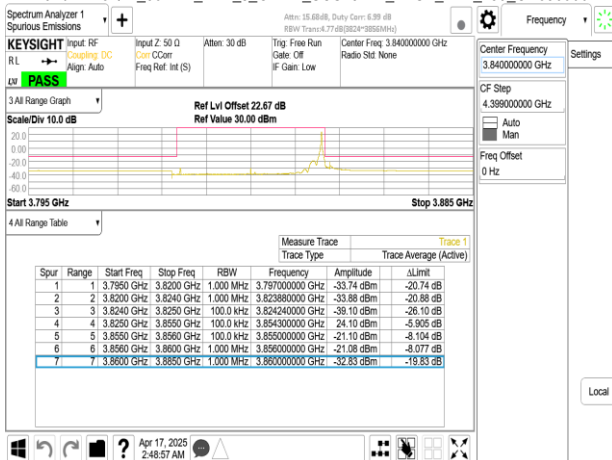 Spectrum Analyzer 1
Spurious Emissions
Attn: 15.68dB, Duty Corr: 6.99 dB
RBW Trans:4.77dB(3824~3856MHz)
Frequency
KEYSIGHT
Input: RF
Coupling: DC
Align: Auto
Input Z: 50 Ω
Corr CCorr
Freq Ref: Int (S)
Atten: 30 dB
Trig: Free Run
Gate: Off
IF Gain: Low
Center Freq: 3.840000000 GHz
Radio Std: None
RL
LXI
PASS
Center Frequency
3.840000000 GHz
Settings
CF Step
4.399000000 GHz
Auto
Man
Freq Offset
0 Hz
3 All Range Graph
Ref Lvl Offset 22.67 dB
Scale/Div 10.0 dB
Ref Value 30.00 dBm
20.0
0.00
-20.0
-40.0
-60.0
Start 3.795 GHz
Stop 3.885 GHz
4 All Range Table
Measure Trace Trace 1
Trace Type Trace Average (Active)
Spur Range Start Freq Stop Freq RBW Frequency Amplitude ΔLimit
1 1 3.7950 GHz 3.8200 GHz 1.000 MHz 3.797000000 GHz -33.74 dBm -20.74 dB
2 2 3.8200 GHz 3.8240 GHz 1.000 MHz 3.823880000 GHz -33.88 dBm -20.88 dB
3 3 3.8240 GHz 3.8250 GHz 100.0 kHz 3.824240000 GHz -39.10 dBm -26.10 dB
4 4 3.8250 GHz 3.8550 GHz 100.0 kHz 3.854300000 GHz 24.10 dBm -5.905 dB
5 5 3.8550 GHz 3.8560 GHz 100.0 kHz 3.855000000 GHz -21.10 dBm -8.104 dB
6 6 3.8560 GHz 3.8600 GHz 1.000 MHz 3.856000000 GHz -21.08 dBm -8.077 dB
7 7 3.8600 GHz 3.8850 GHz 1.000 MHz 3.860000000 GHz -32.83 dBm -19.83 dB
Local
?
Apr 17, 2025
2:48:57 AM